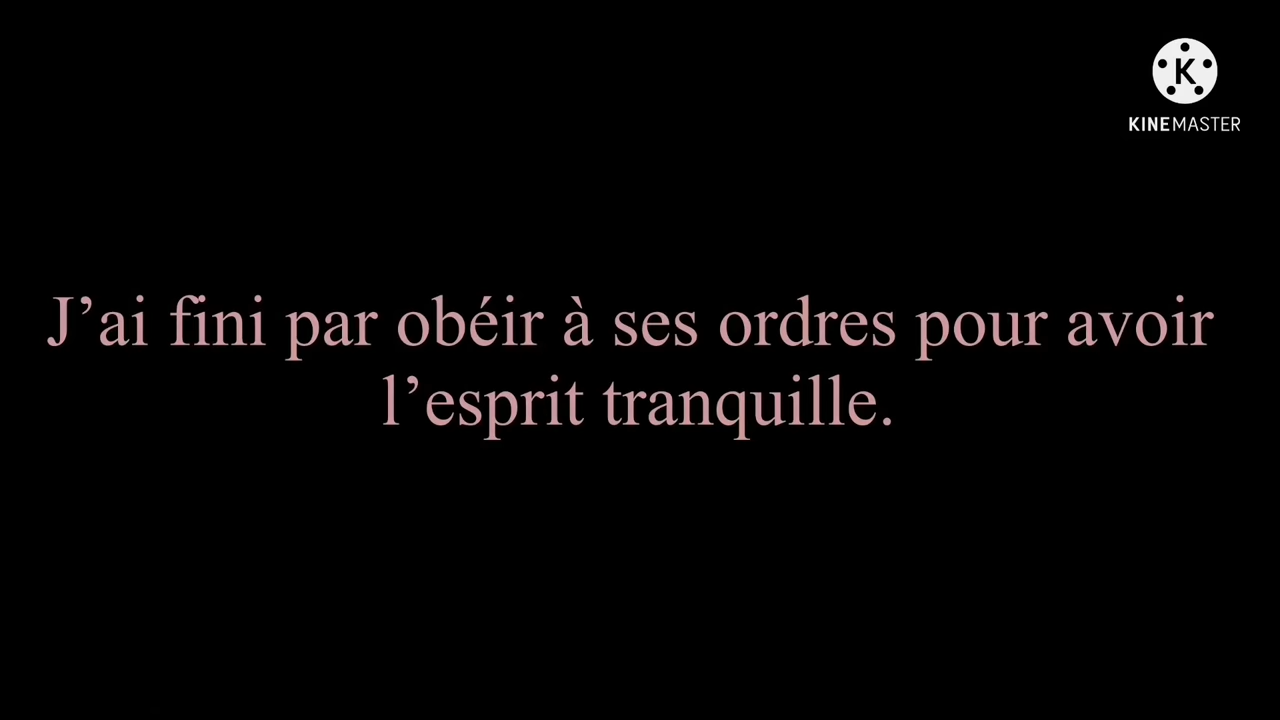 K
KINEMASTER
J’ai fini par obéir à ses ordres pour avoir
l’esprit tranquille.